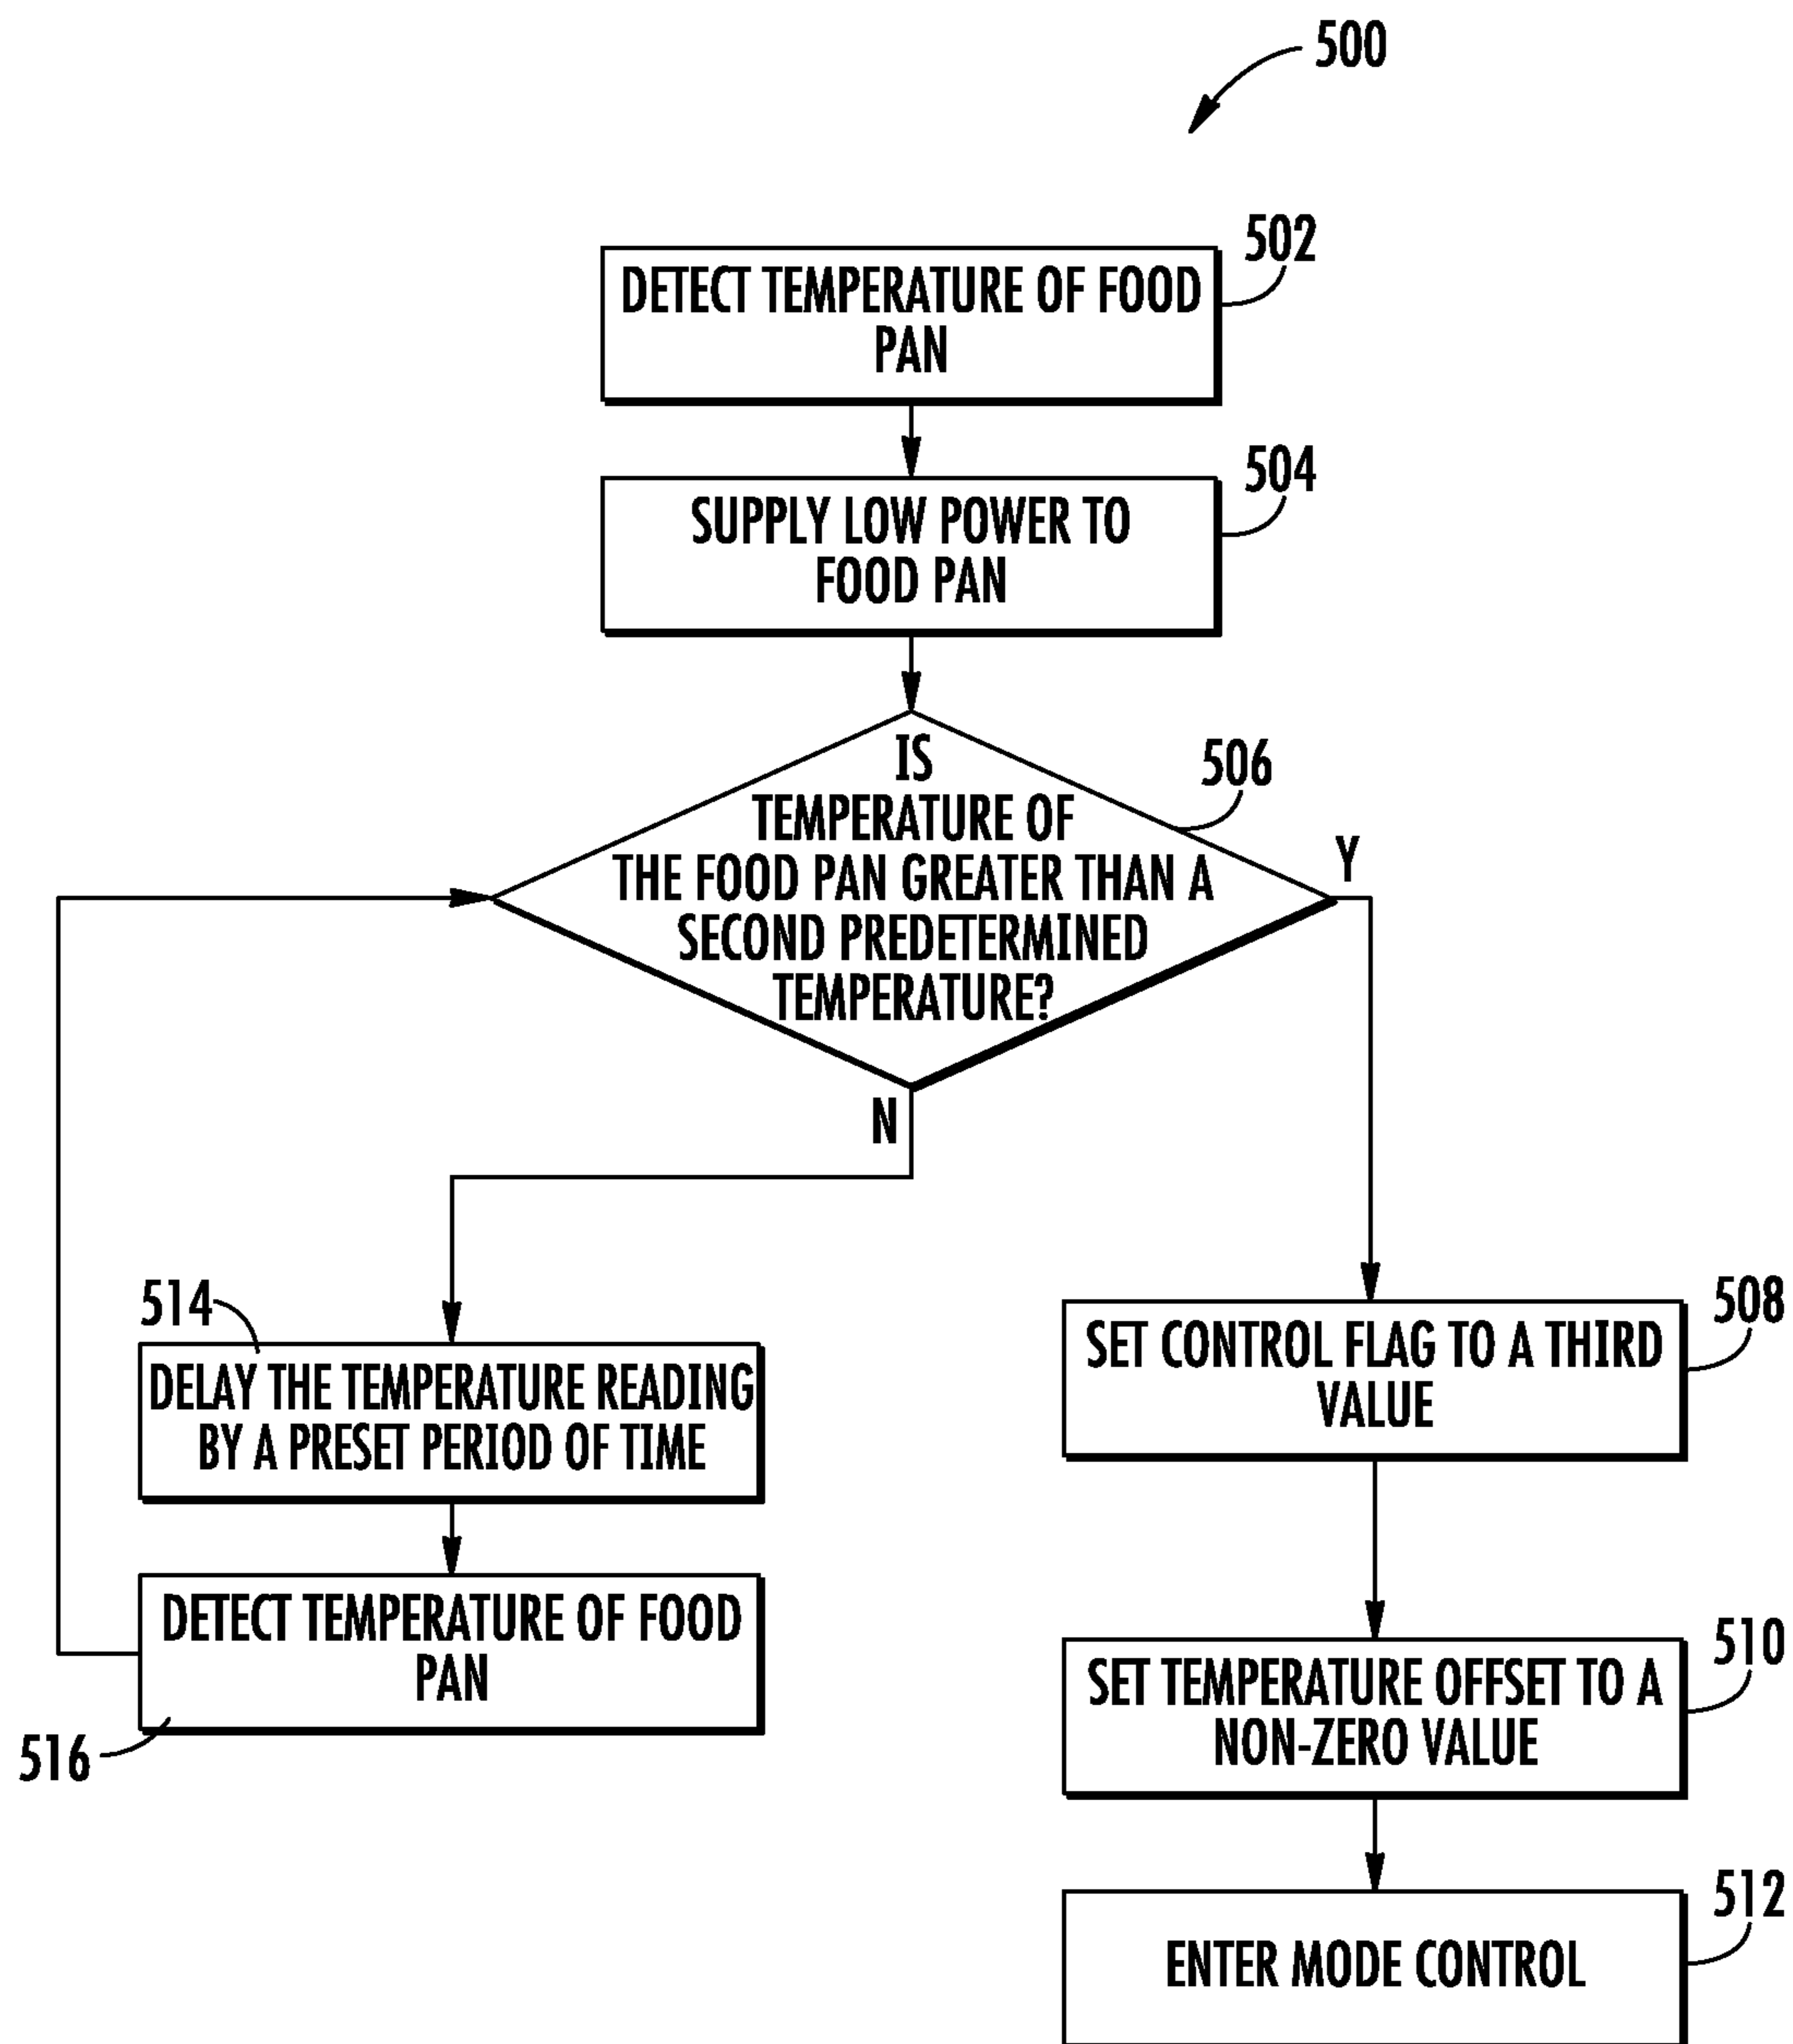 500
502
DETECT TEMPERATURE OF FOOD
PAN
504
SUPPLY LOW POWER TO
FOOD PAN
506
IS
TEMPERATURE OF
THE FOOD PAN GREATER THAN A
SECOND PREDETERMINED
TEMPERATURE?
Y
N
514
DELAY THE TEMPERATURE READING
BY A PRESET PERIOD OF TIME
508
SET CONTROL FLAG TO A THIRD
VALUE
DETECT TEMPERATURE OF FOOD
PAN
516
510
SET TEMPERATURE OFFSET TO A
NON-ZERO VALUE
512
ENTER MODE CONTROL